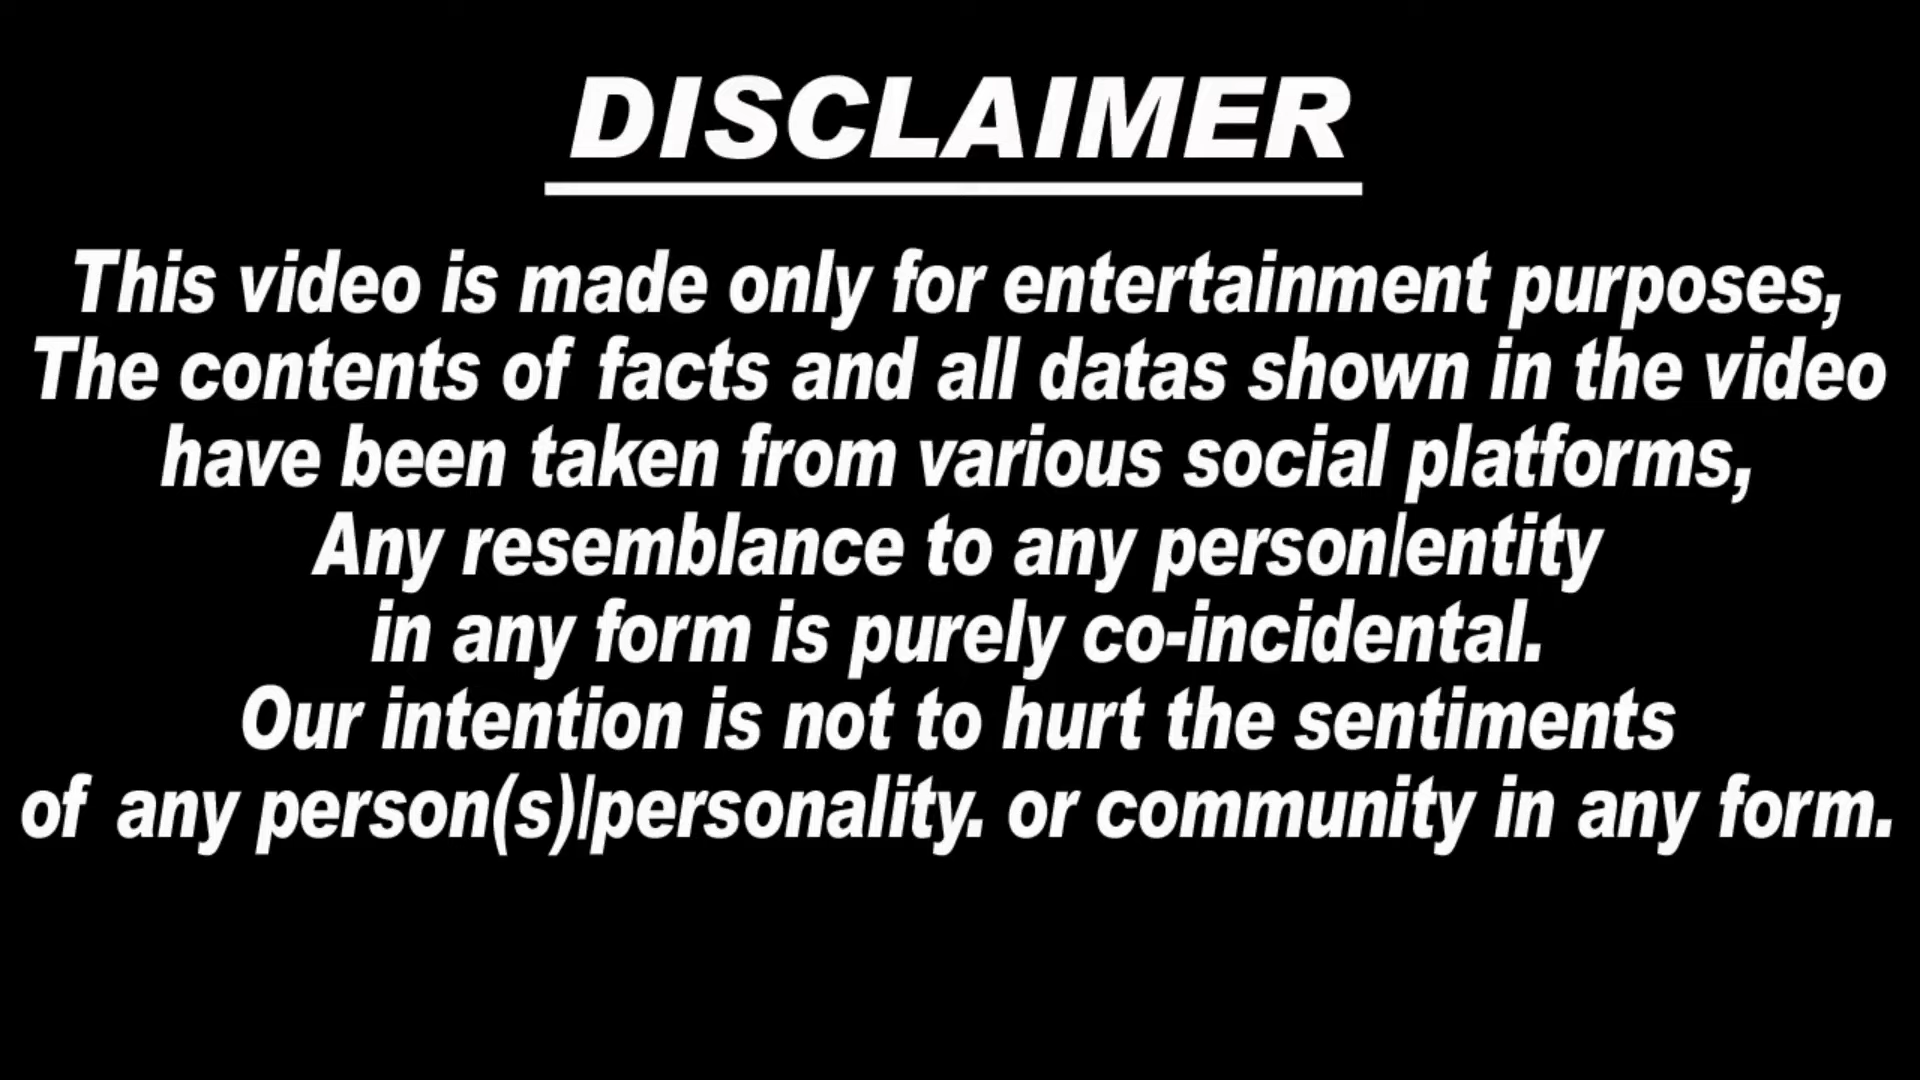 DISCLAIMER
This video is made only for entertainment purposes,
The contents of facts and all datas shown in the video
have been taken from various social platforms,
Any resemblance to any person/entity
in any form is purely co-incidental.
Our intention is not to hurt the sentiments
of any person(s)/personality. or community in any form.